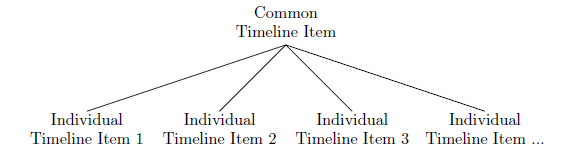 Common
Timeline Item
Individual
Timeline Item 1
Individual
Timeline Item 2
Individual
Timeline Item 3
Individual
Timeline Item ...